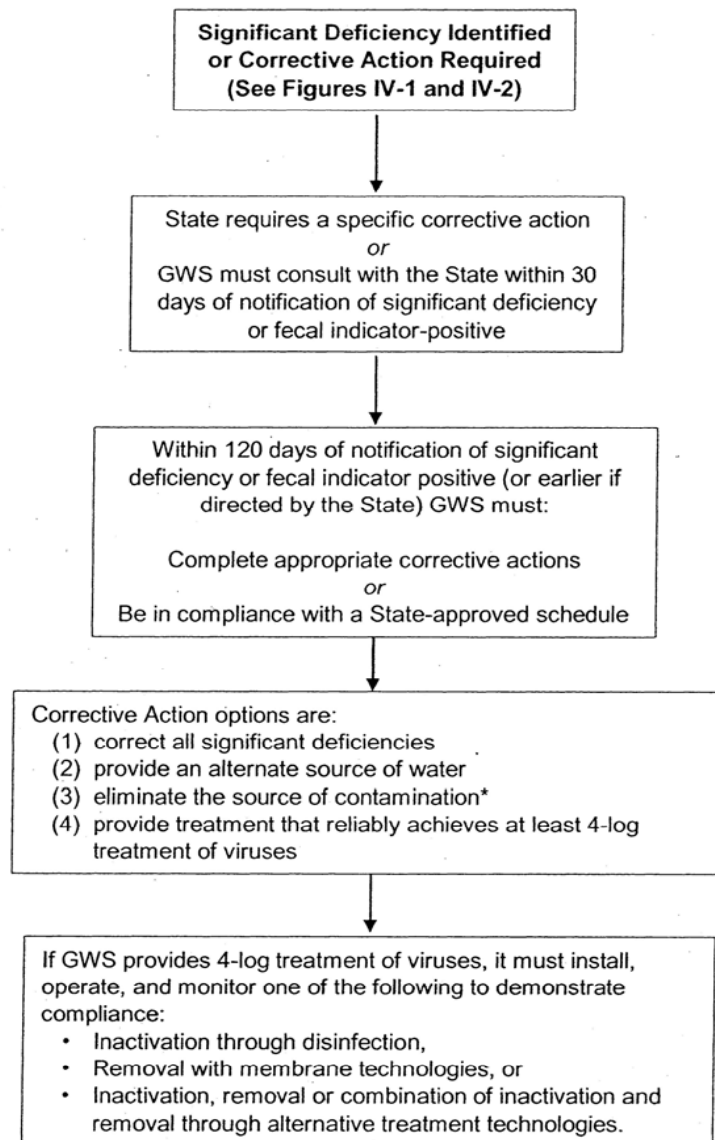 Significant Deficiency Identified
or Corrective Action Required
(See Figures IV-1 and IV-2)
State requires a specific corrective action
or
GWS must consult with the State within 30
days of notification of significant deficiency
or fecal indicator-positive
Within 120 days of notification of significant
deficiency or fecal indicator positive (or earlier if
directed by the State) GWS must:
Complete appropriate corrective actions
or
Be in compliance with a State-approved schedule
Corrective Action options are:
(1) correct all significant deficiencies
(2) provide an alternate source of water
(3) eliminate the source of contamination*
(4) provide treatment that reliably achieves at least 4-log
treatment of viruses
If GWS provides 4-log treatment of viruses, it must install,
operate, and monitor one of the following to demonstrate
compliance:
• Inactivation through disinfection,
• Removal with membrane technologies, or
• Inactivation, removal or combination of inactivation and
removal through alternative treatment technologies.